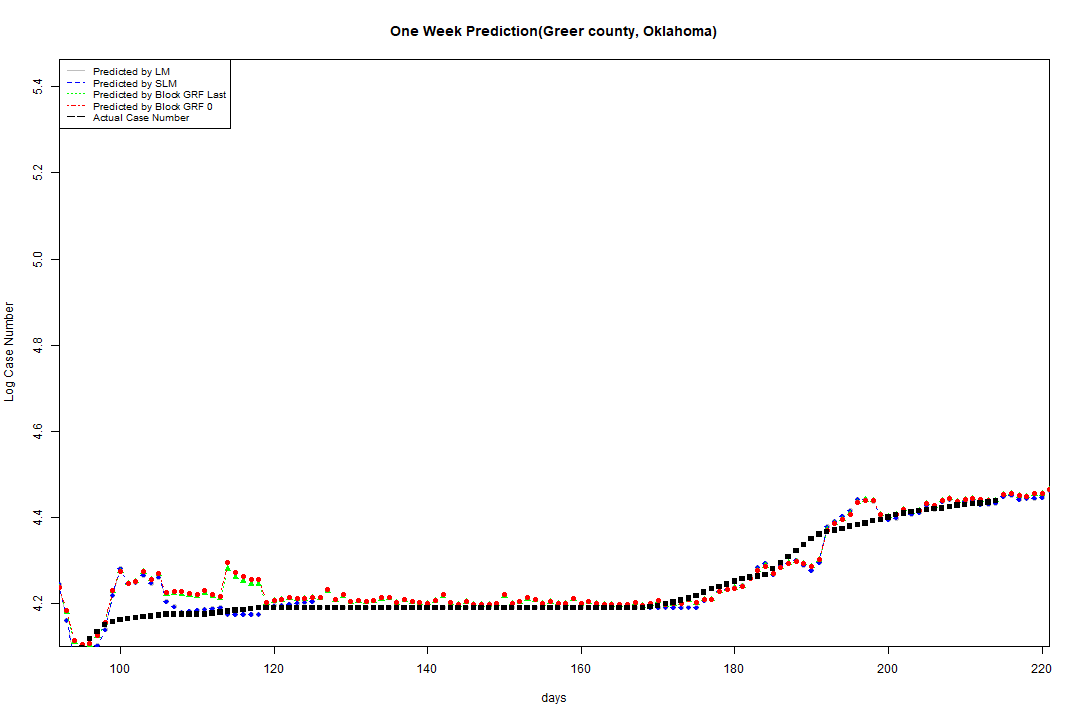 One Week Prediction(Greer county, Oklahoma)
Predicted by LM
Predicted by SLM
Predicted by Block GRF Last
Predicted by Block GRF 0
Actual Case Number
5.4
5.2
5.0
4.8
4.6
4.4
4.2
Log Case Number
100 120 140 160 180 200 220
days